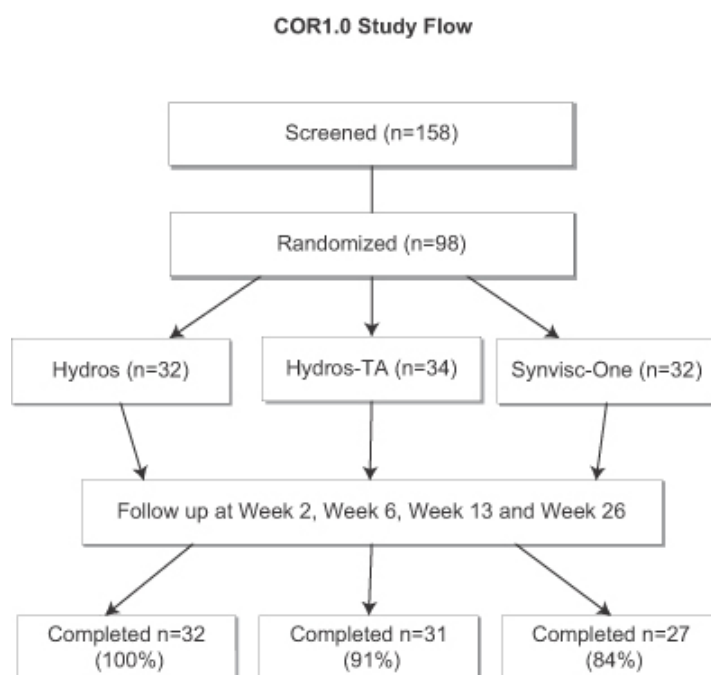 COR1.0 Study Flow
Screened (n=158)
Randomized (n=98)
Hydros (n=32)
Hydros-TA (n=34)
Synvisc-One (n=32)
Follow up at Week 2, Week 6, Week 13 and Week 26
Completed n=32
(100%)
Completed n=31
(91%)
Completed n=27
(84%)